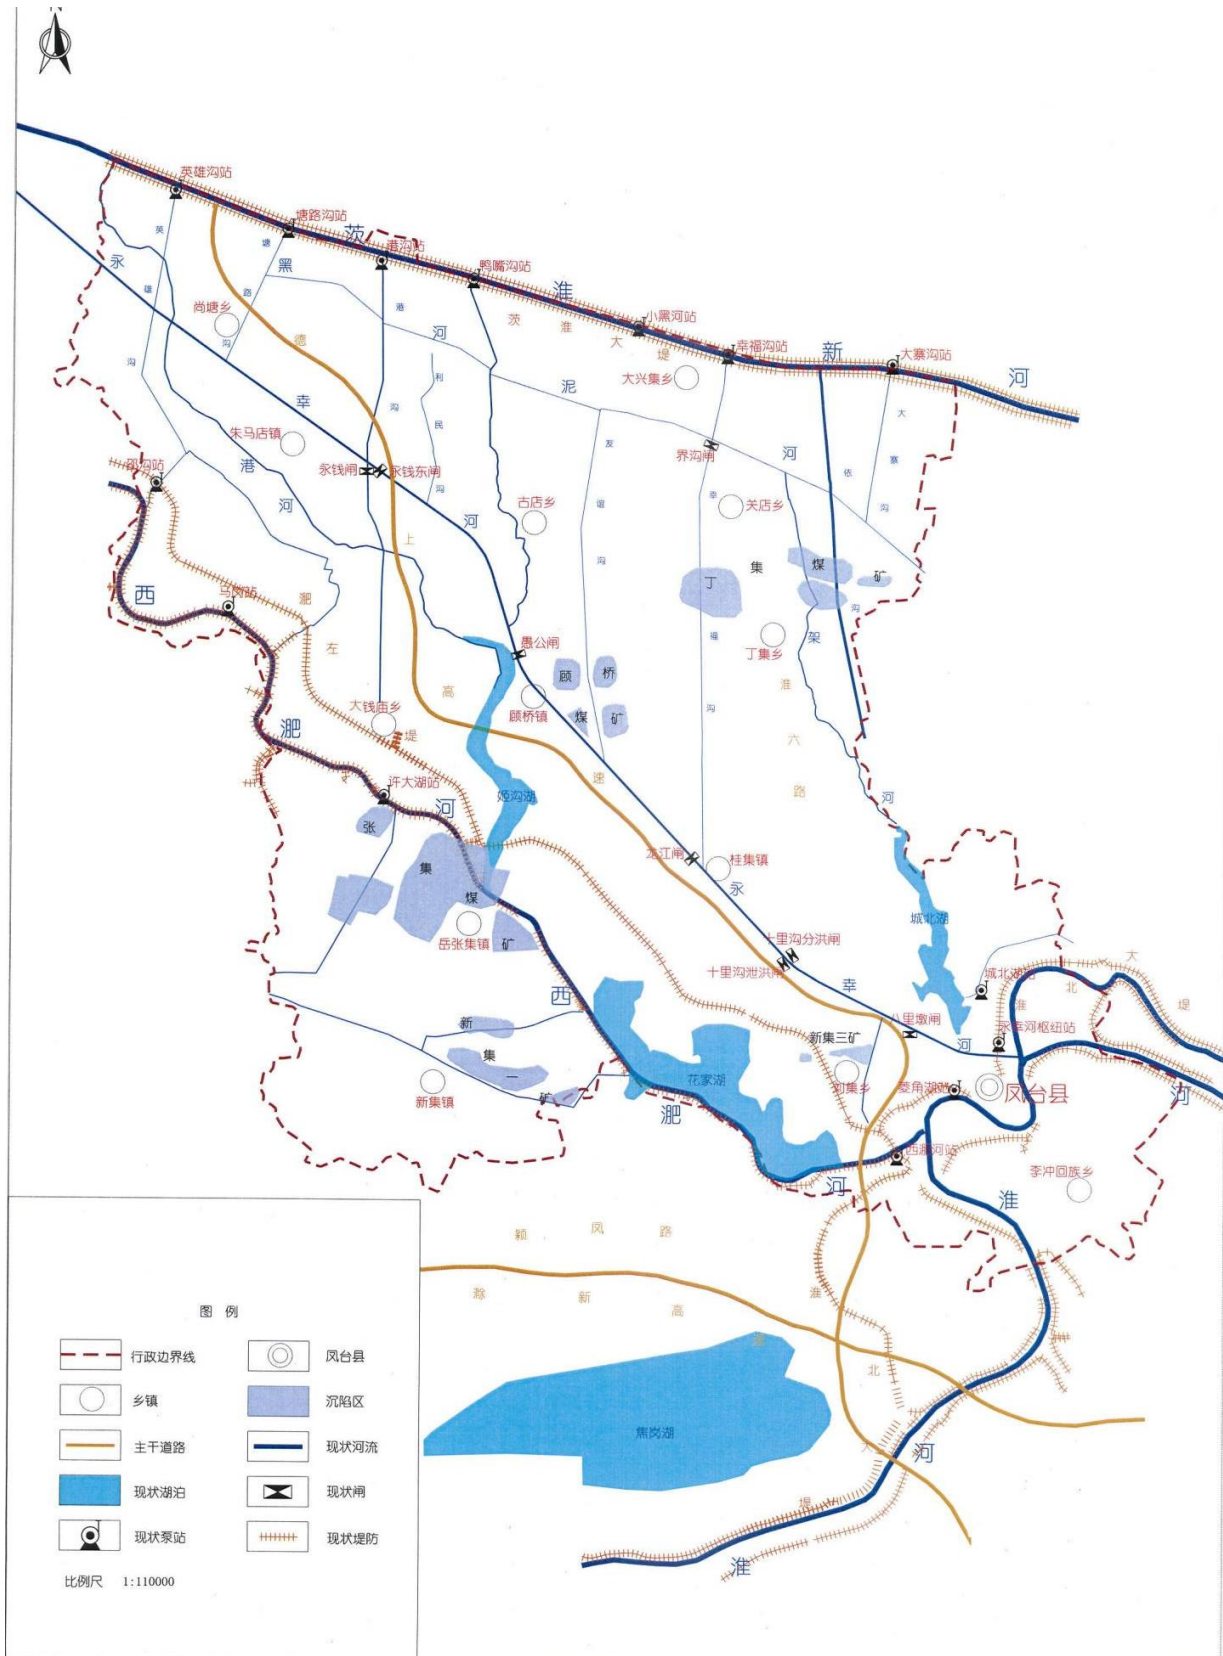 N
英雄沟站
塘路沟站
茨
港沟站
鸭嘴沟站
淮
小黑河站
幸福沟站
新
大寨沟站
河
茨 淮 大 堤
永
英 雄 沟
塘 路 沟
黑
港 沟
河
尚塘乡
德
利 民 沟
泥
大兴集乡
幸
朱马店镇
港
河
永钱闸
永钱东闸
河
友 谊 沟
界沟闸
河
大 寨 沟
依 沟
古店乡
关店乡
幸 福 沟
上
西
马岗站
淝 左 堤
丁 集 煤 矿
架
河
丁集乡
愚公闸
顾 桥 煤 矿
顾桥镇
高
淮 六 路
淝
大钱庙乡
许大湖站
河
姬沟湖
速
张 集 煤 矿
龙江闸
桂集镇
永
岳张集镇
城北湖
十里沟分洪闸
十里沟泄洪闸
西
幸
城北湖站
淮 北 大 堤
八里墩闸
河
永幸河枢纽站
新 集 一 矿
新集三矿
花家湖
刘集乡
菱角湖站
凤台县
河
新集镇
淝
西淝河站
河
李冲回族乡
淮
颍 凤 路
滁 新 高
淮 北 大 堤
焦岗湖
河
淮
图 例
行政边界线
凤台县
乡镇
沉陷区
主干道路
现状河流
现状湖泊
现状闸
现状泵站
现状堤防
比例尺 1:110000